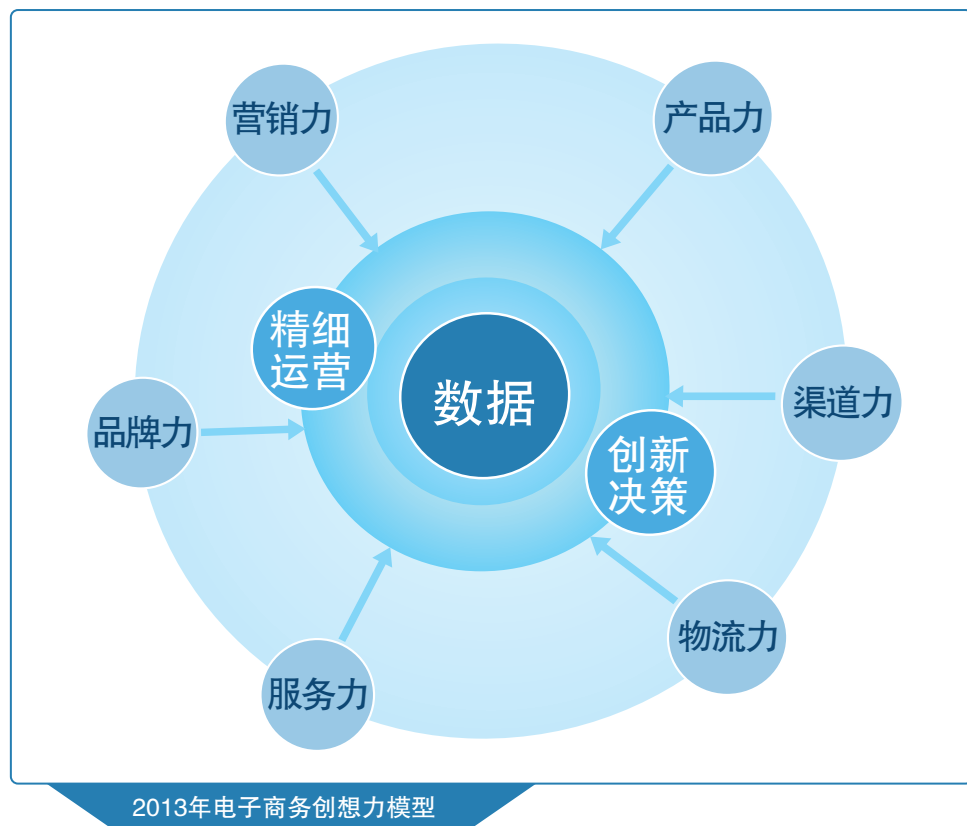 营销力
产品力
精细
运营
数据
品牌力
渠道力
创新
决策
物流力
服务力
2013年电子商务创想力模型